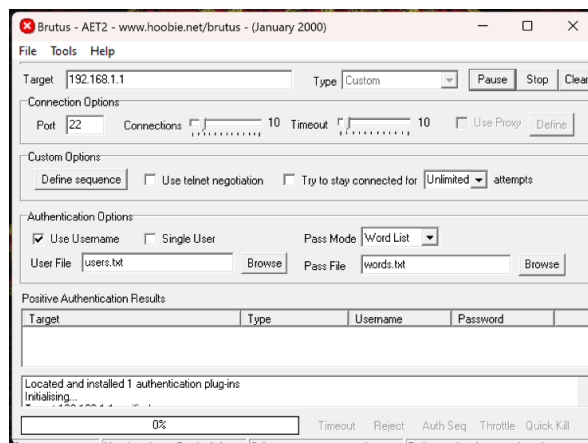 Brutus - AET2 - www.hoobie.net/brutus - (January 2000)
File Tools Help
Target 192.168.1.1 Type Custom Pause Stop Clear
Connection Options
Port 22 Connections 10 Timeout 10 Use Proxy Define
Custom Options
Define sequence Use telnet negotiation Try to stay connected for Unlimited attempts
Authentication Options
Use Username Single User Pass Mode Word List
User File users.txt Browse Pass File words.txt Browse
Positive Authentication Results
Target Type Username Password
Located and installed 1 authentication plug-ins
Initialising...
0% Timeout Reject Auth Seq Throttle Quick Kill